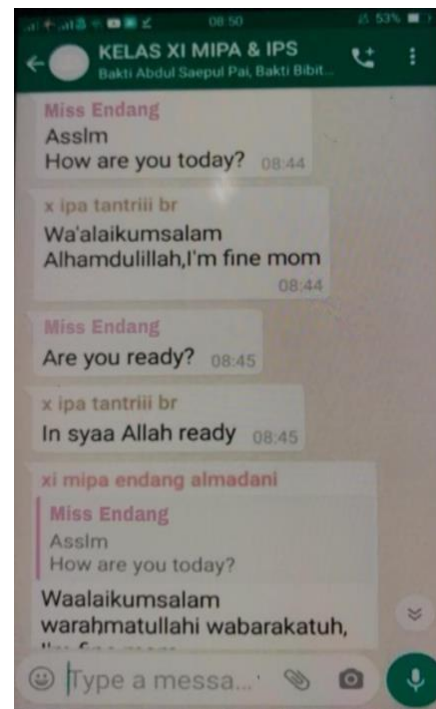 08:50
53%
KELAS XI MIPA & IPS
Bakti Abdul Saepul Pai, Bakti Bibit...
Miss Endang
Asslm
How are you today? 08:44
x ipa tantriii br
Wa'alaikumsalam
Alhamdulillah,I'm fine mom
08:44
Miss Endang
Are you ready? 08:45
x ipa tantriii br
In syaa Allah ready 08:45
xi mipa endang almadani
Miss Endang
Asslm
How are you today?
Waalaikumsalam
warahmatullahi wabarakatuh,
Type a messa...